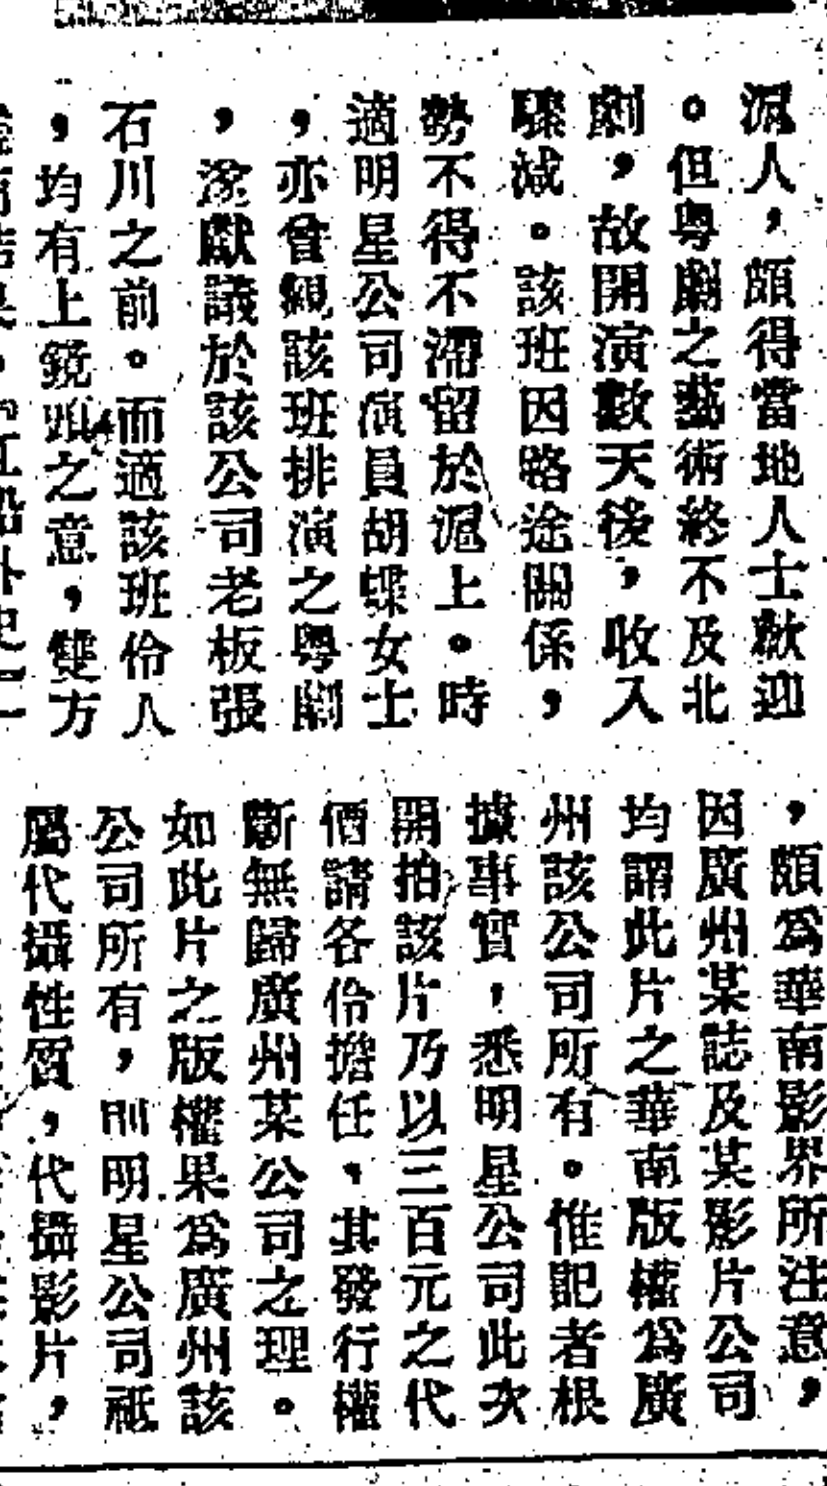 滬人，頗得當地人士歡迎
。但粤劇之藝術終不及北
劇，故開演數天後，收入
驟减。該班因路途關係，
勢不得不滯留於滬上。時
適明星公司演員胡蝶女士
，亦曾觀該班排演之粤劇
，遂獻議於該公司老板張
石川之前。而適該班伶人
，均有上鏡頭之意，雙方
結果。『紅船外史』
，頗爲華南影界所注意，
因廣州某誌及某影片公司
均謂此片之華南版權爲廣
州該公司所有。惟記者根
據事實，悉明星公司此次
開拍該片乃以三百元之代
價請各伶擔任，其發行權
斷無歸廣州某公司之理。
如此片之版權果爲廣州該
公司所有，則明星公司祗
屬代攝性質，代攝影片，